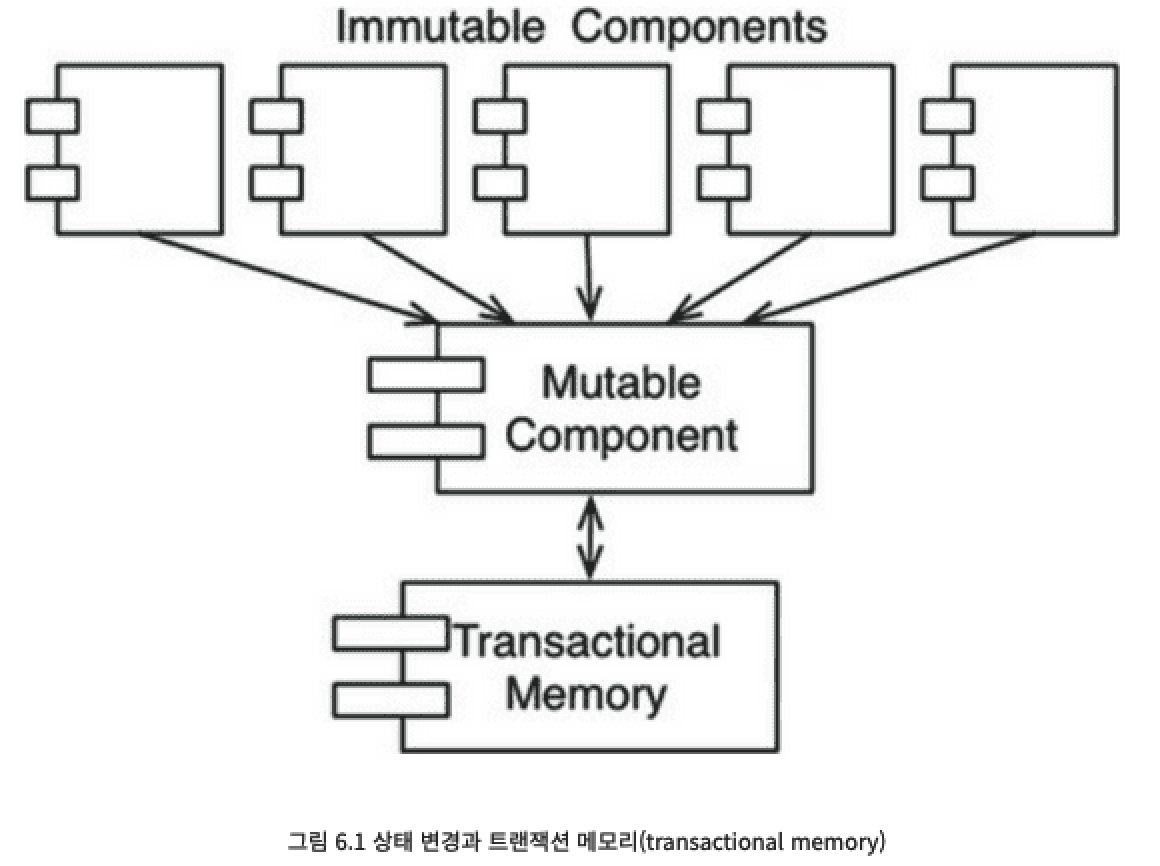 Immutable Components
Mutable
Component
Transactional
Memory
그림 6.1 상태 변경과 트랜잭션 메모리(transactional memory)